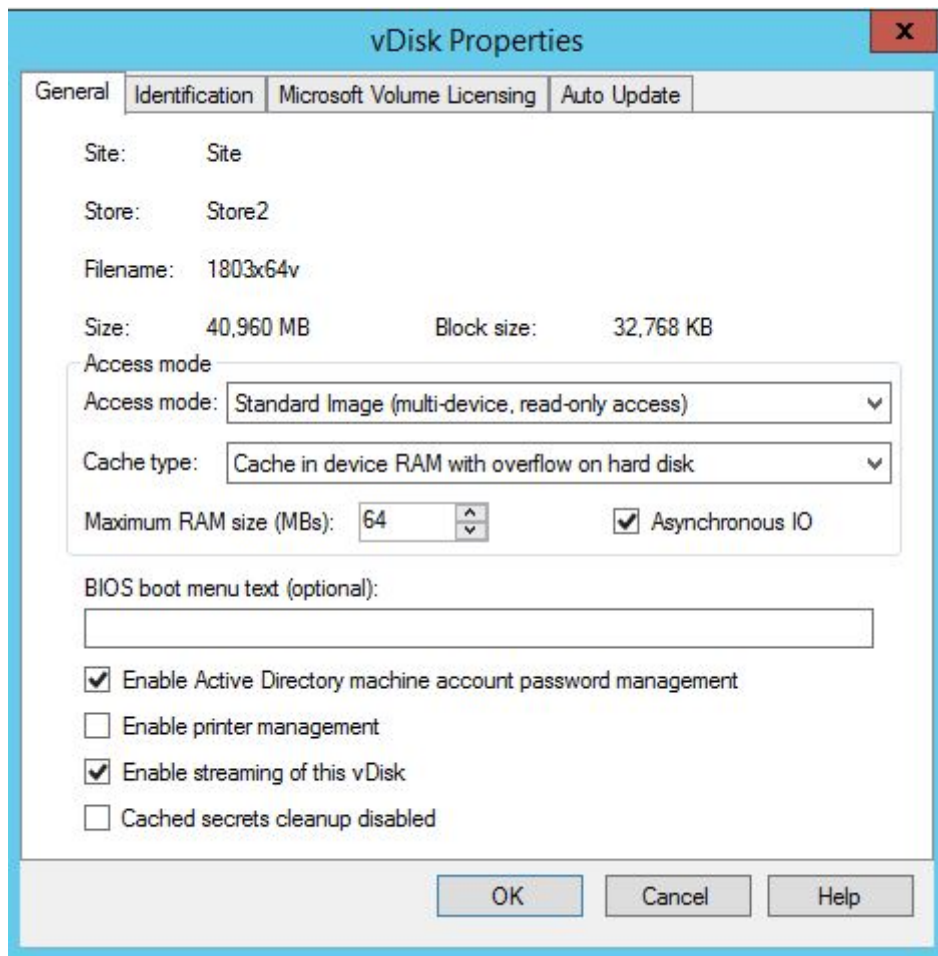 vDisk Properties
x
General Identification Microsoft Volume Licensing Auto Update
Site: Site
Store: Store2
Filename: 1803x64v
Size: 40,960 MB Block size: 32,768 KB
Access mode
Access mode: Standard Image (multi-device, read-only access)
Cache type: Cache in device RAM with overflow on hard disk
Maximum RAM size (MBs): 64 Asynchronous IO
BIOS boot menu text (optional):
Enable Active Directory machine account password management
Enable printer management
Enable streaming of this vDisk
Cached secrets cleanup disabled
OK Cancel Help